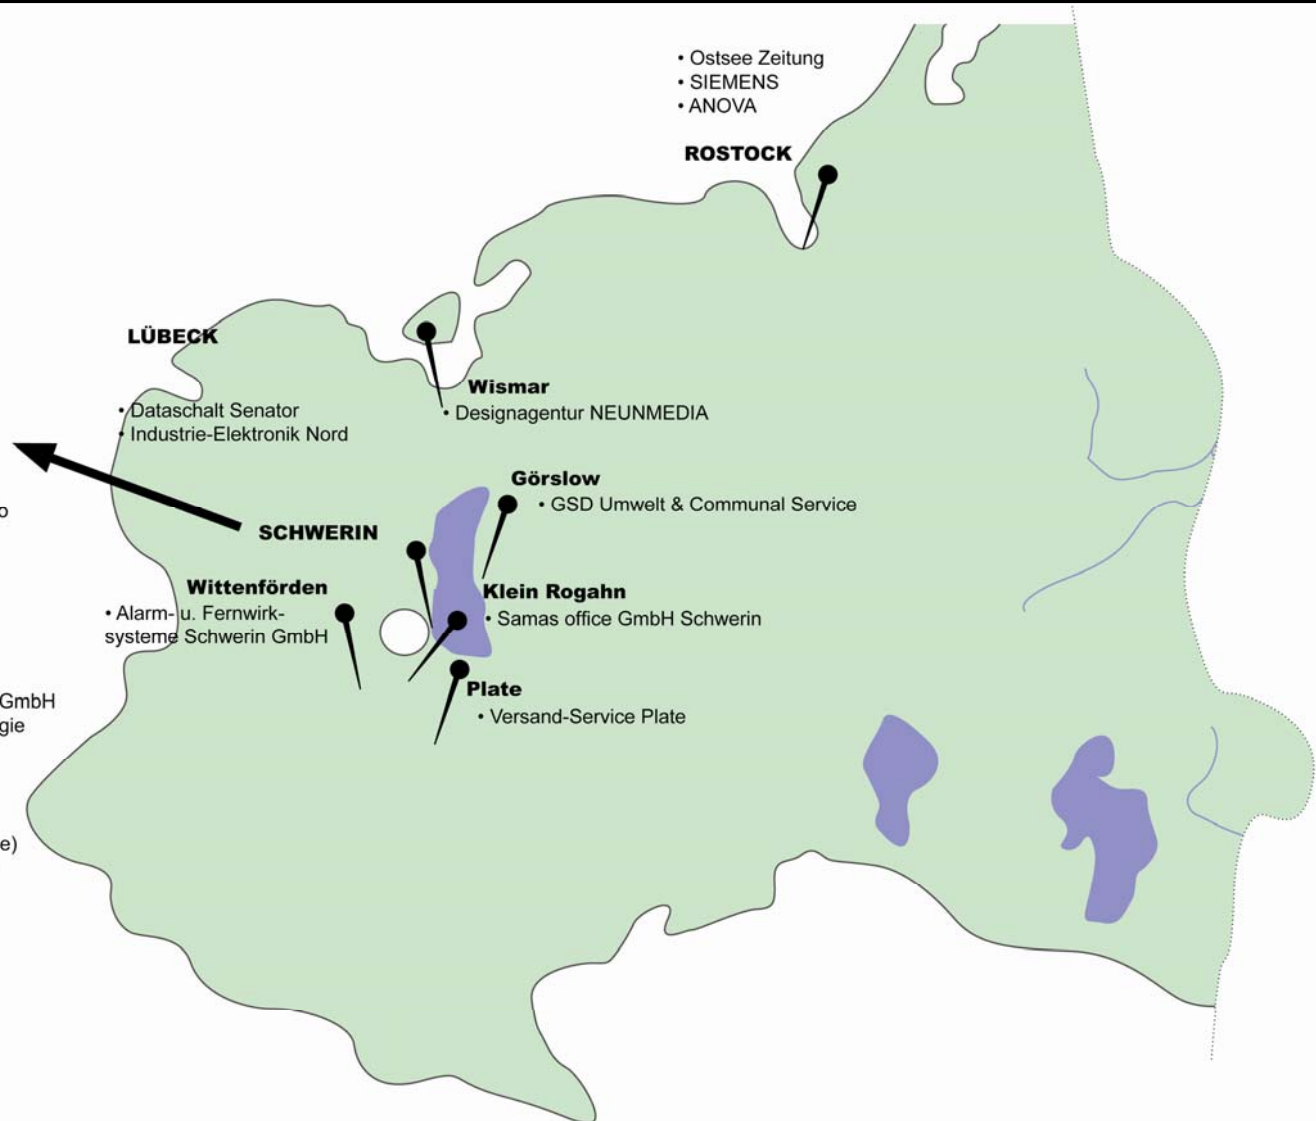 • Ostsee Zeitung
• SIEMENS
• ANOVA
ROSTOCK
LÜBECK
• Dataschalt Senator
• Industrie-Elektronik Nord
Wismar
• Designagentur NEUNMEDIA
Görslow
• GSD Umwelt & Communal Service
SCHWERIN
Wittenförden
• Alarm- u. Fernwirk-
systeme Schwerin GmbH
Klein Rogahn
• Samas office GmbH Schwerin
Plate
• Versand-Service Plate
o
GmbH
gie
e)